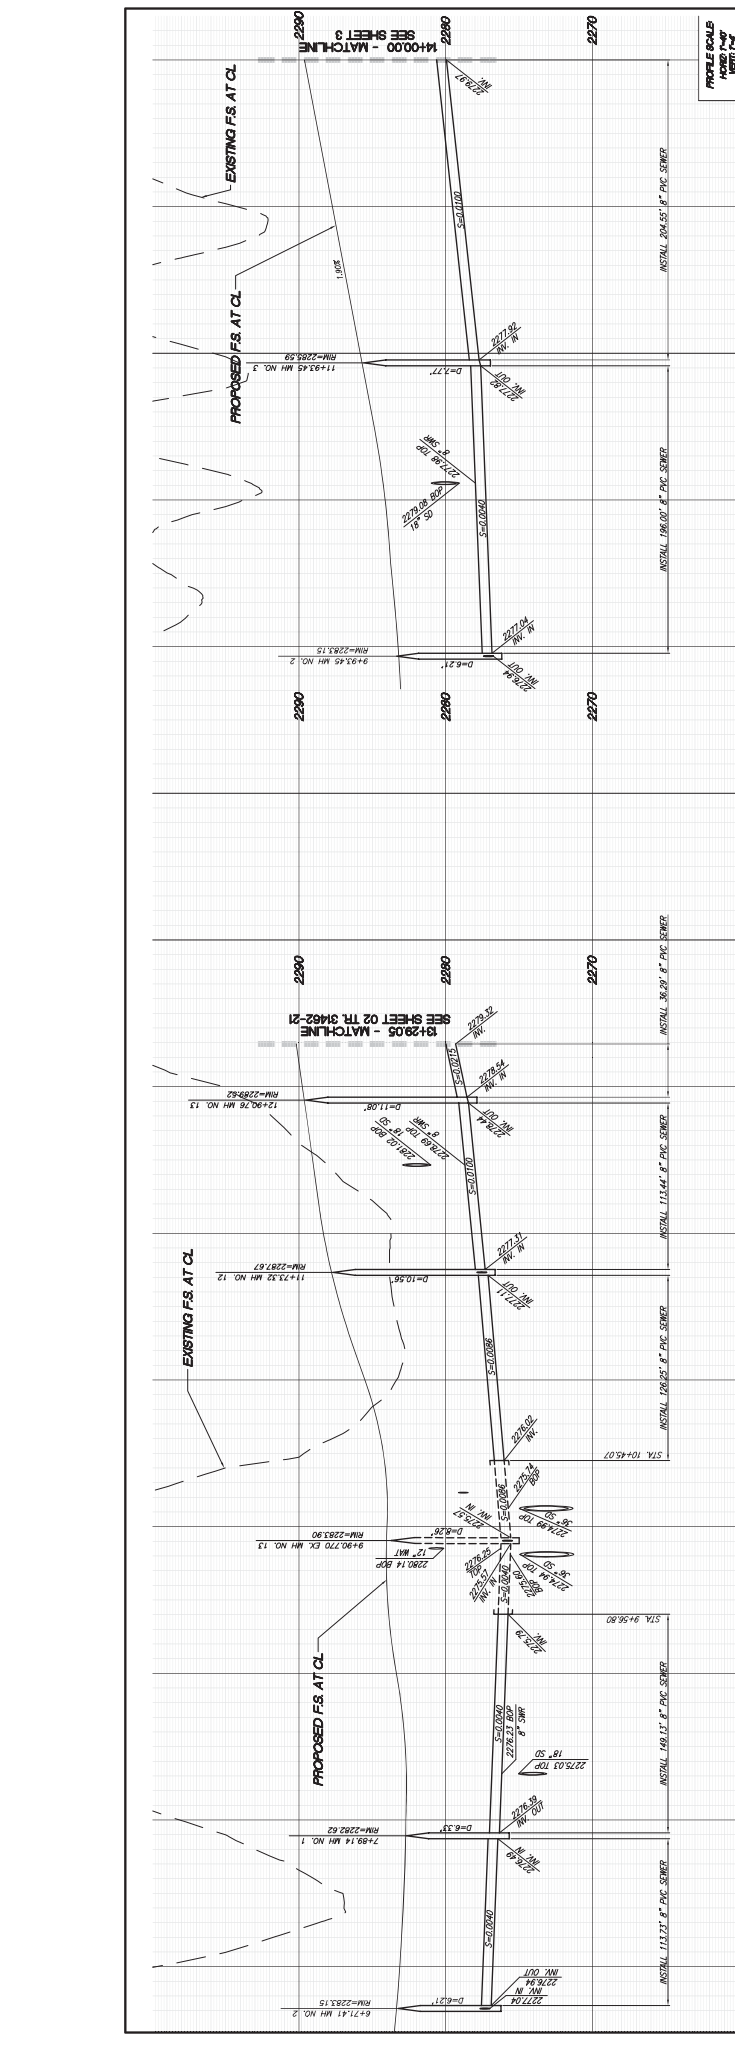 2290
14+00.00 - MATCHLINE
SEE SHEET 3
2280
2270
PROFILE SCALE:
HORIZ: 1"=40'
VERT: 1"=4'
EXISTING F.S. AT CL
2279.97
INV.
S=0.0100
INSTALL 204.55' 8" PVC SEWER
1.90%
PROPOSED F.S. AT CL
11+93.45 MH NO. 3
RIM=2285.59
D=7.77'
2277.92
INV. IN
2277.82
INV. OUT
2277.98 TOP
8" SWR
2279.08 BOP
18" SD
S=0.0040
INSTALL 196.00' 8" PVC SEWER
9+93.45 MH NO. 2
RIM=2283.15
D=6.21'
2277.04
INV. IN
2276.94
INV. OUT
2290
2280
2270
2290
2280
2270
INSTALL 36.29' 8" PVC SEWER
13+29.05 - MATCHLINE
SEE SHEET 02 TR. 31462-21
2279.32
INV.
S=0.0215
12+90.76 MH NO. 13
RIM=2289.62
D=11.08'
2278.54
INV. IN
2278.44
INV. OUT
2278.69 TOP
8" SWR
2281.02 BOP
18" SD
S=0.0100
INSTALL 113.44' 8" PVC SEWER
11+73.32 MH NO. 12
RIM=2287.67
D=10.56'
2277.31
INV. IN
2277.11
INV. OUT
EXISTING F.S. AT CL
S=0.0086
INSTALL 126.25' 8" PVC SEWER
2276.02
INV.
STA. 10+45.07
2275.74
BOP
S=0.0086
2275.57
INV. IN
2274.99 TOP
36" SD
9+90.770 EX. MH NO. 13
RIM=2283.90
D=8.26'
2280.14 BOP
12" WAT
2276.25
TOP
2275.57
INV. IN
S=0.0040
BOP
2274.94 TOP
36" SD
STA. 9+56.80
2275.79
INV.
PROPOSED F.S. AT CL
S=0.0040
2276.23 BOP
8" SWR
2275.03 TOP
18" SD
INSTALL 149.13' 8" PVC SEWER
7+89.14 MH NO. 1
RIM=2282.62
D=6.33'
2276.39
INV. OUT
2276.49
INV. IN
S=0.0040
INSTALL 113.73' 8" PVC SEWER
6+71.41 MH NO. 2
RIM=2283.15
D=6.21'
2276.94
INV. OUT
2277.04
INV. IN